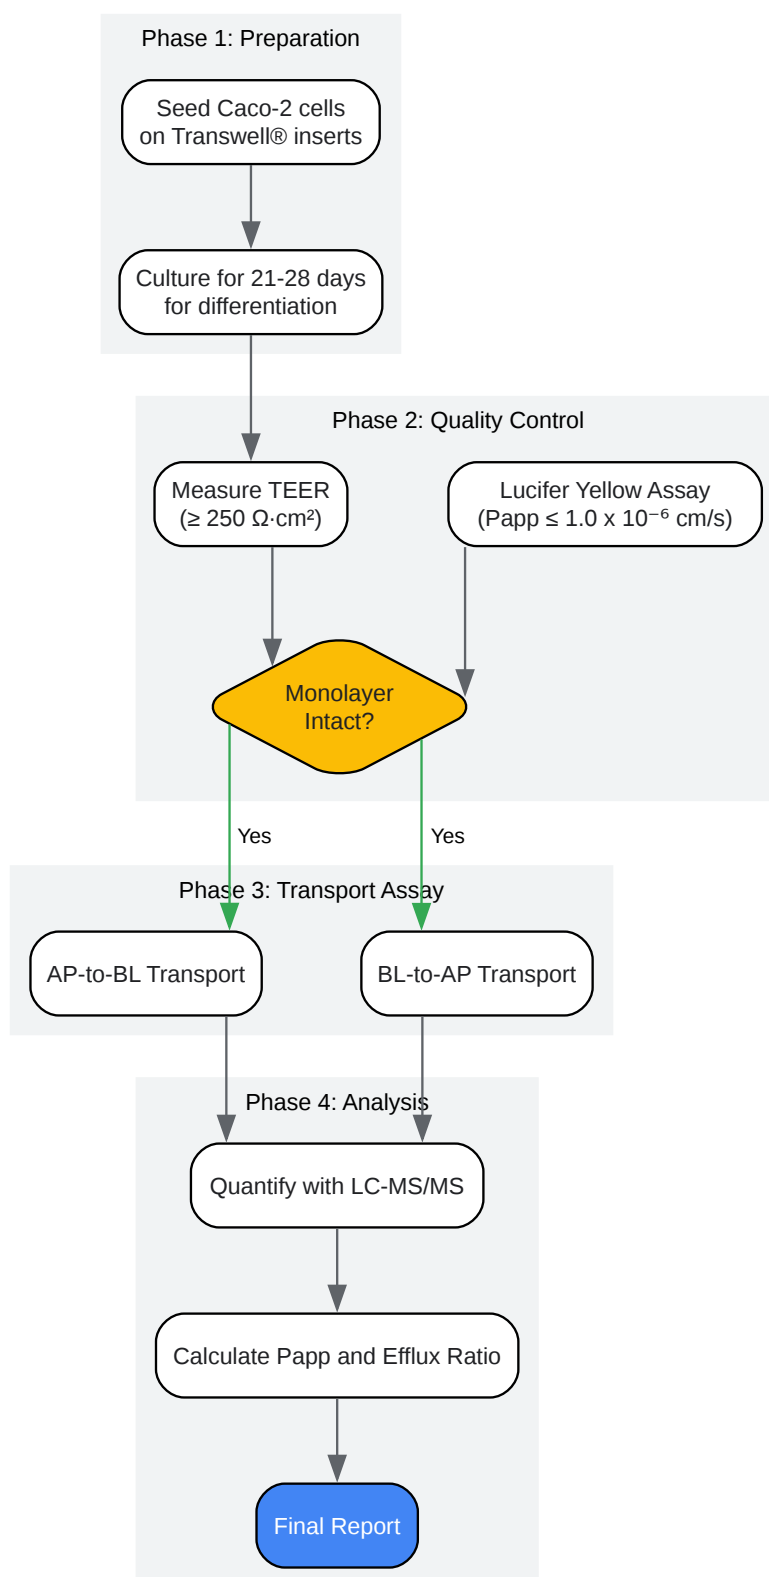 Phase 1: Preparation
Seed Caco-2 cells
on Transwell® inserts
Culture for 21-28 days
for differentiation
Phase 2: Quality Control
Measure TEER
(≥ 250 Ω·cm²)
Lucifer Yellow Assay
(Papp ≤ 1.0 x 10⁻⁶ cm/s)
Monolayer
Intact?
Yes
Yes
Phase 3: Transport Assay
AP-to-BL Transport
BL-to-AP Transport
Phase 4: Analysis
Quantify with LC-MS/MS
Calculate Papp and Efflux Ratio
Final Report